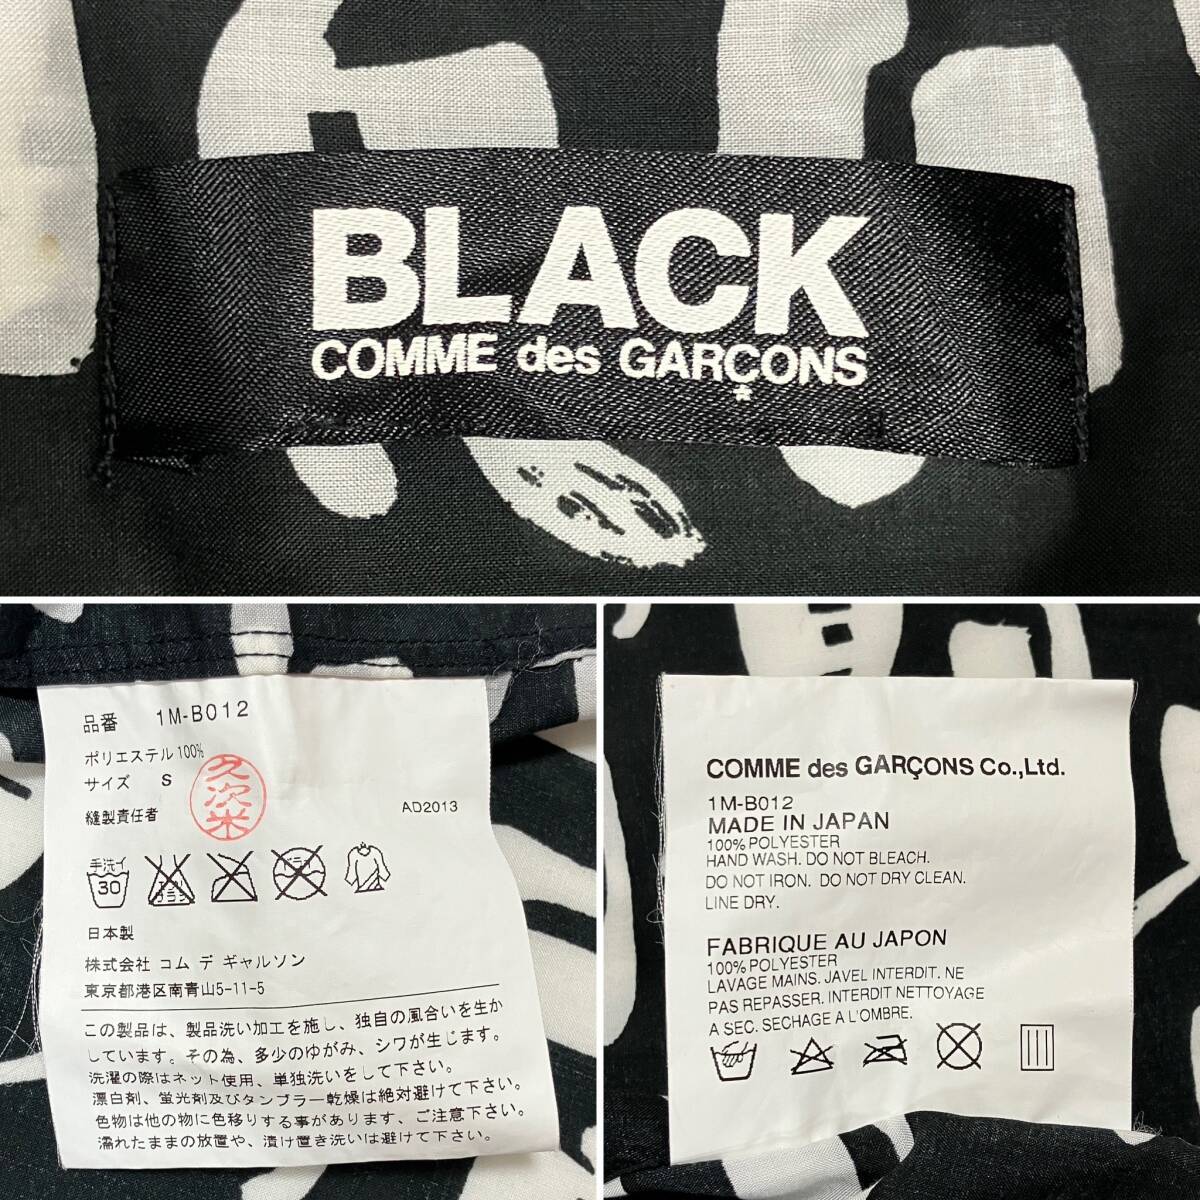 BLACK
COMME des GARÇONS
*
品番 1M-B012
ポリエステル100%
サイズ S
久次米
縫製責任者
AD2013
手洗イ
30
日本製
株式会社 コム デ ギャルソン
東京都港区南青山5-11-5
この製品は、製品洗い加工を施し、独自の風合いを生か
しています。その為、多少のゆがみ、シワが生じます。
洗濯の際はネット使用、単独洗いをして下さい。
漂白剤、蛍光剤及びタンブラー乾燥は絶対避けて下さい。
色物は他の物に色移りする事があります、ご注意下さい。
濡れたままの放置や、漬け置き洗いは避けて下さい。
COMME des GARÇONS Co.,Ltd.
1M-B012
MADE IN JAPAN
100% POLYESTER
HAND WASH. DO NOT BLEACH.
DO NOT IRON. DO NOT DRY CLEAN.
LINE DRY.
FABRIQUE AU JAPON
100% POLYESTER
LAVAGE MAINS. JAVEL INTERDIT. NE
PAS REPASSER. INTERDIT NETTOYAGE
A SEC. SECHAGE A L'OMBRE.